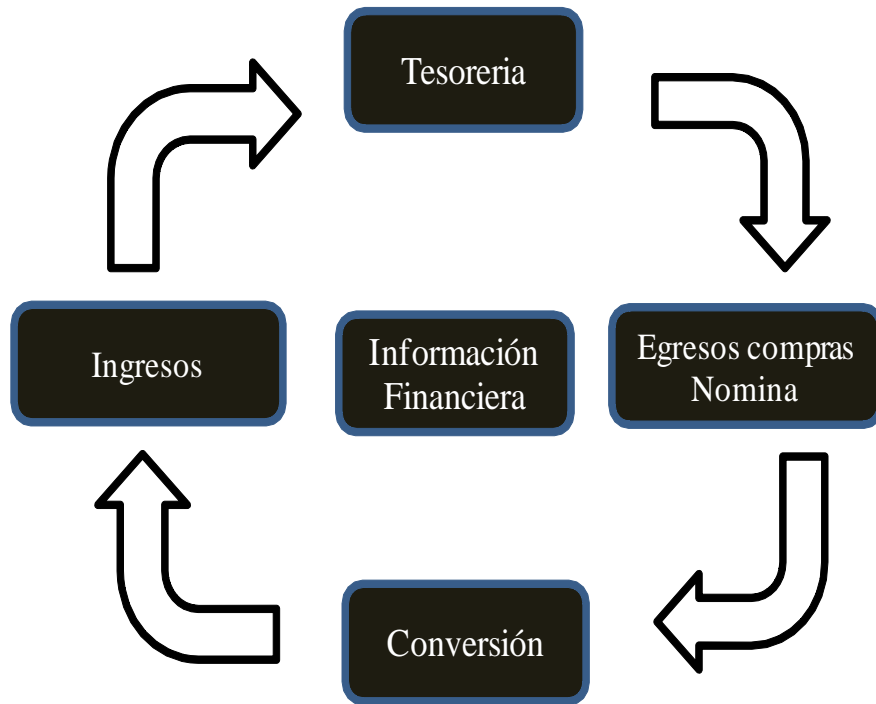 Tesoreria
Ingresos
Información
Financiera
Egresos compras
Nomina
Conversión